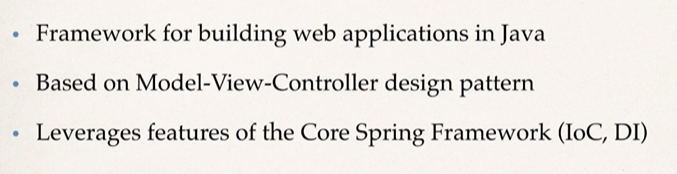 • Framework for building web applications in Java
• Based on Model-View-Controller design pattern
• Leverages features of the Core Spring Framework (IoC, DI)